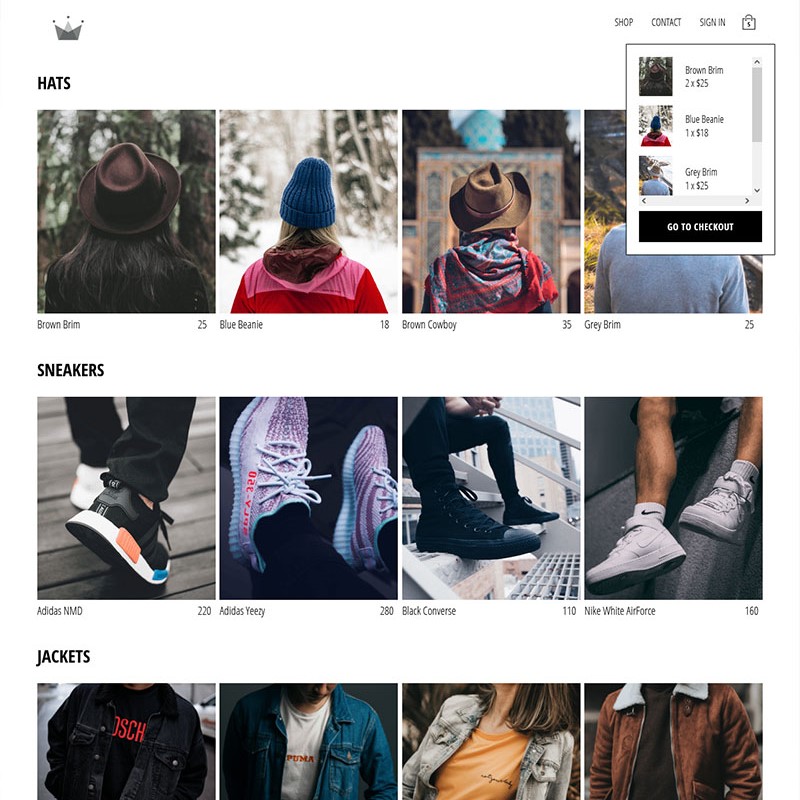 SHOP CONTACT SIGN IN
5
HATS
Brown Brim
2 x $25
Blue Beanie
1 x $18
Grey Brim
1 x $25
GO TO CHECKOUT
Brown Brim 25
Blue Beanie 18
Brown Cowboy 35
Grey Brim 25
SNEAKERS
Adidas NMD 220
Adidas Yeezy 280
Black Converse 110
Nike White AirForce 160
JACKETS
OSCH
PUMA